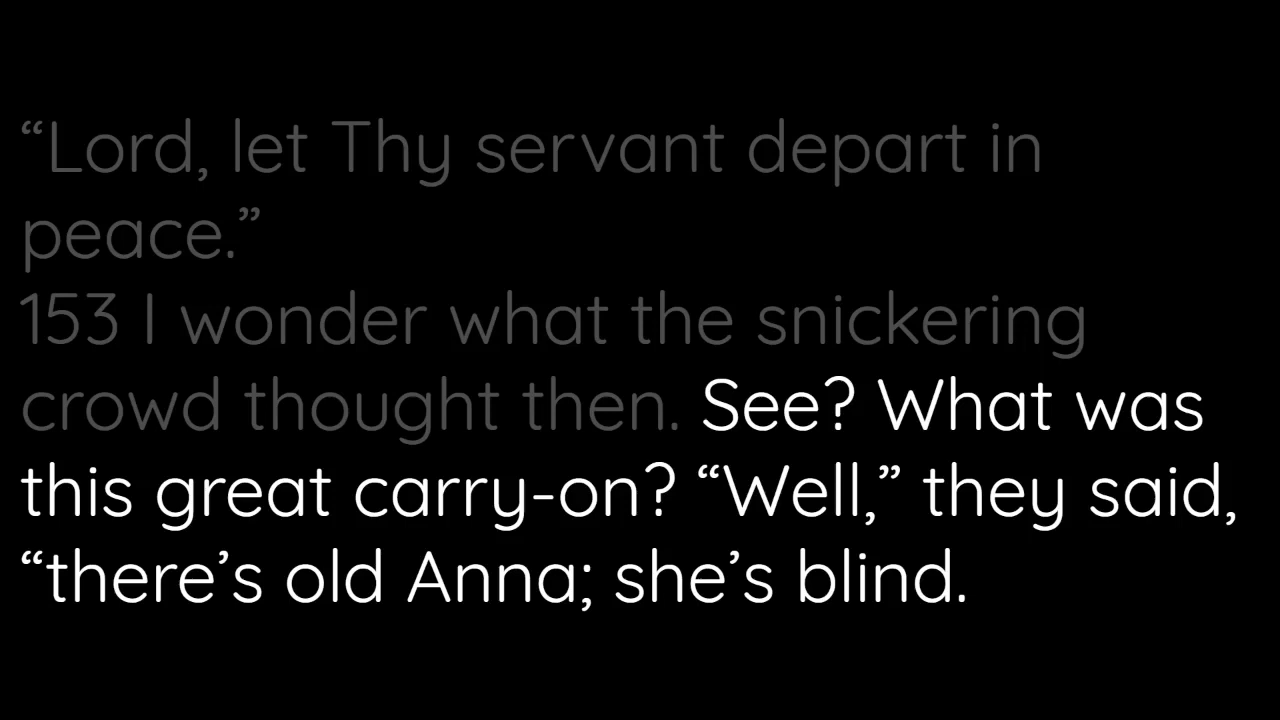 “Lord, let Thy servant depart in
peace.”
153 I wonder what the snickering
crowd thought then. See? What was
this great carry-on? “Well,” they said,
“there’s old Anna; she’s blind.